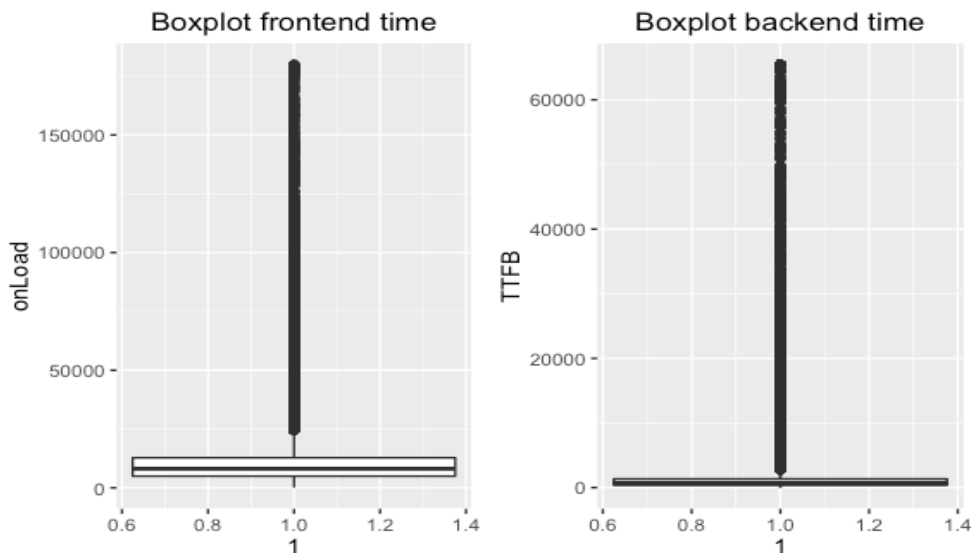 Boxplot frontend time
onLoad
150000
100000
50000
0
0.6 0.8 1.0 1.2 1.4
1
Boxplot backend time
TTFB
60000
40000
20000
0
0.6 0.8 1.0 1.2 1.4
1